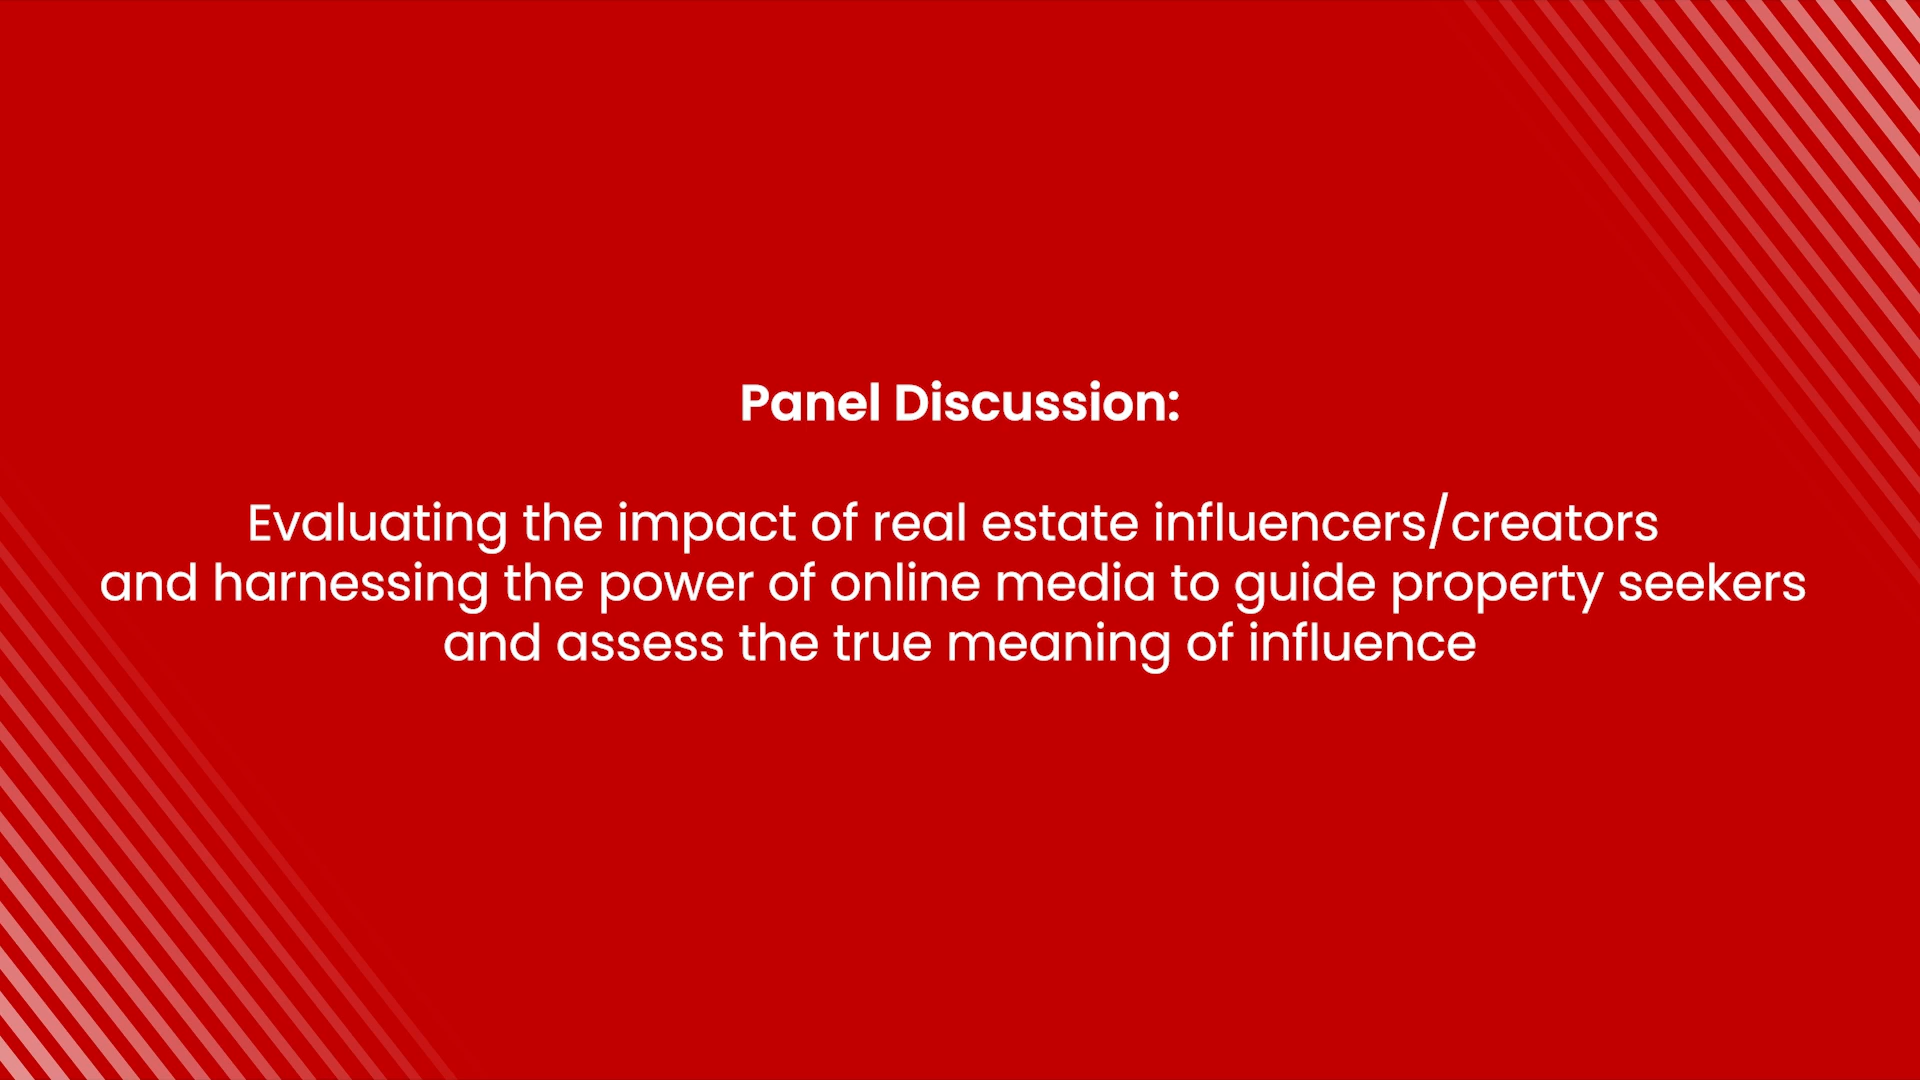 Panel Discussion:
Evaluating the impact of real estate influencers/creators
and harnessing the power of online media to guide property seekers
and assess the true meaning of influence